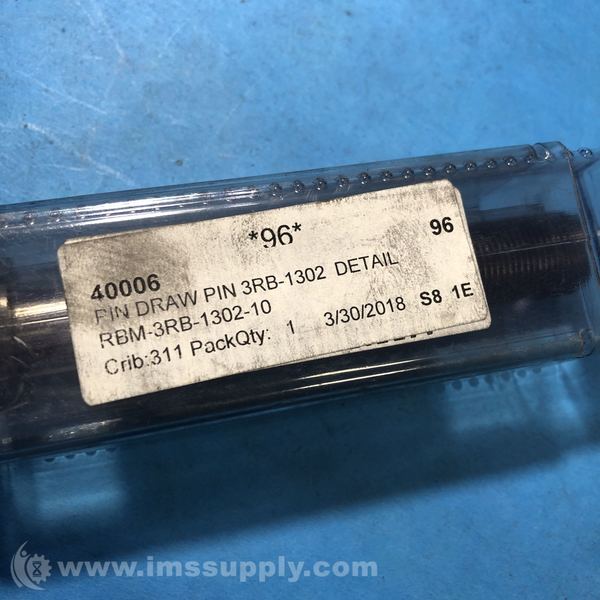 *96*
96
40006
PIN DRAW PIN 3RB-1302 DETAIL
RBM-3RB-1302-10
Crib:311 PackQty: 1 3/30/2018 S8 1E
www.imssupply.com